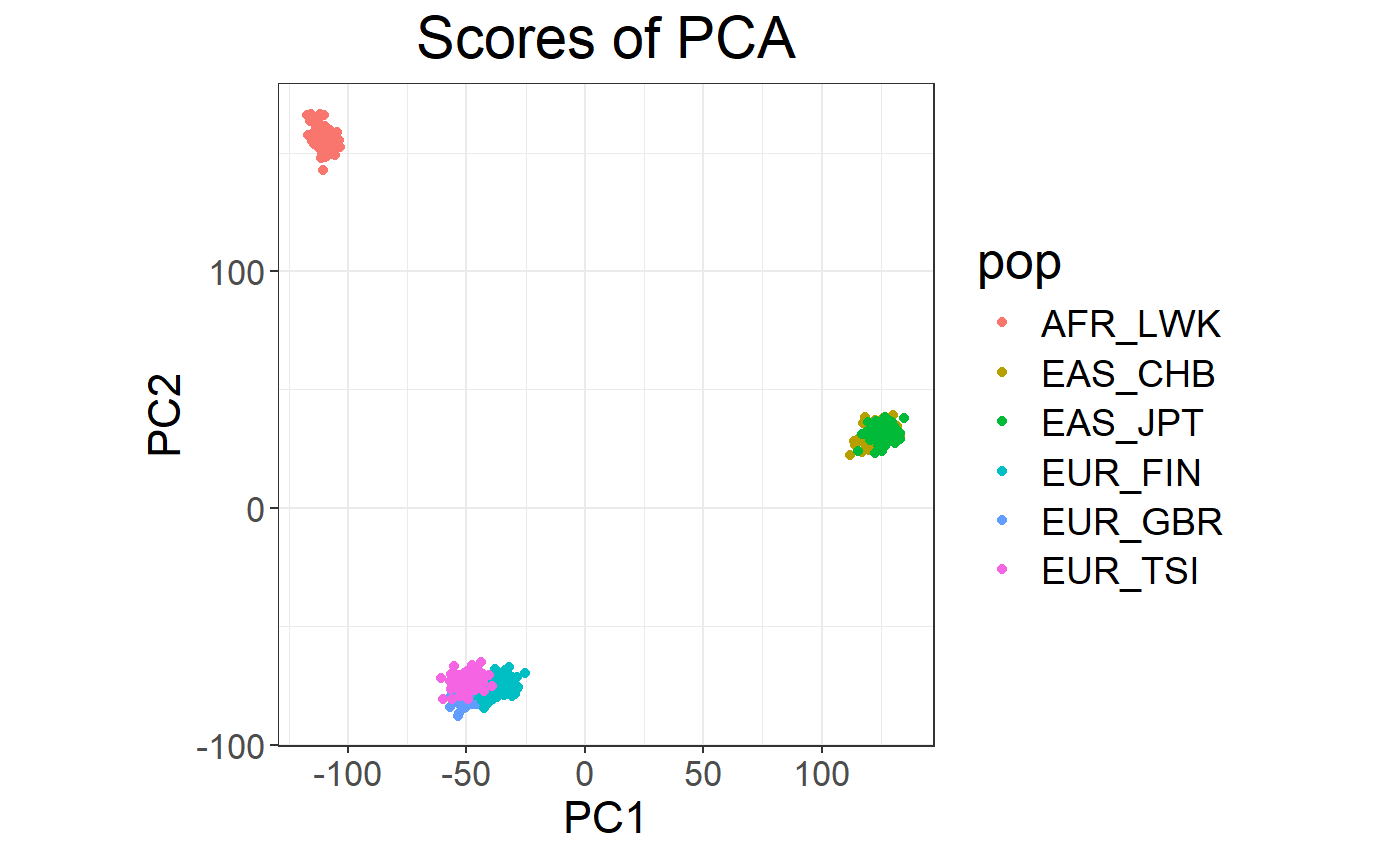 Scores of PCA
100
0
-100
PC2
-100 -50 0 50 100
PC1
pop
AFR_LWK
EAS_CHB
EAS_JPT
EUR_FIN
EUR_GBR
EUR_TSI